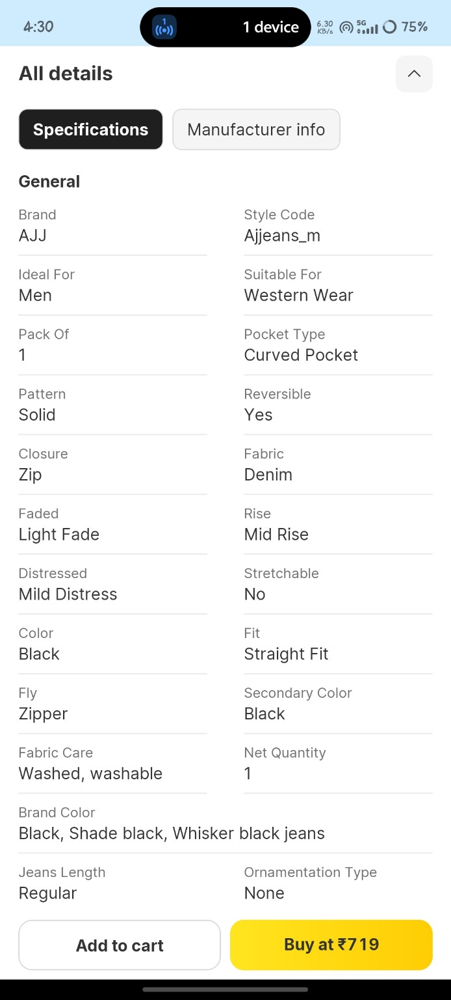 4:30
1
1 device
6.30
KB/s
5G
75%
All details
Specifications
Manufacturer info
General
Brand
Style Code
AJJ
Ajjeans_m
Ideal For
Suitable For
Men
Western Wear
Pack Of
Pocket Type
1
Curved Pocket
Pattern
Reversible
Solid
Yes
Closure
Fabric
Zip
Denim
Faded
Rise
Light Fade
Mid Rise
Distressed
Stretchable
Mild Distress
No
Color
Fit
Black
Straight Fit
Fly
Secondary Color
Zipper
Black
Fabric Care
Net Quantity
Washed, washable
1
Brand Color
Black, Shade black, Whisker black jeans
Jeans Length
Ornamentation Type
Regular
None
Add to cart
Buy at ₹719